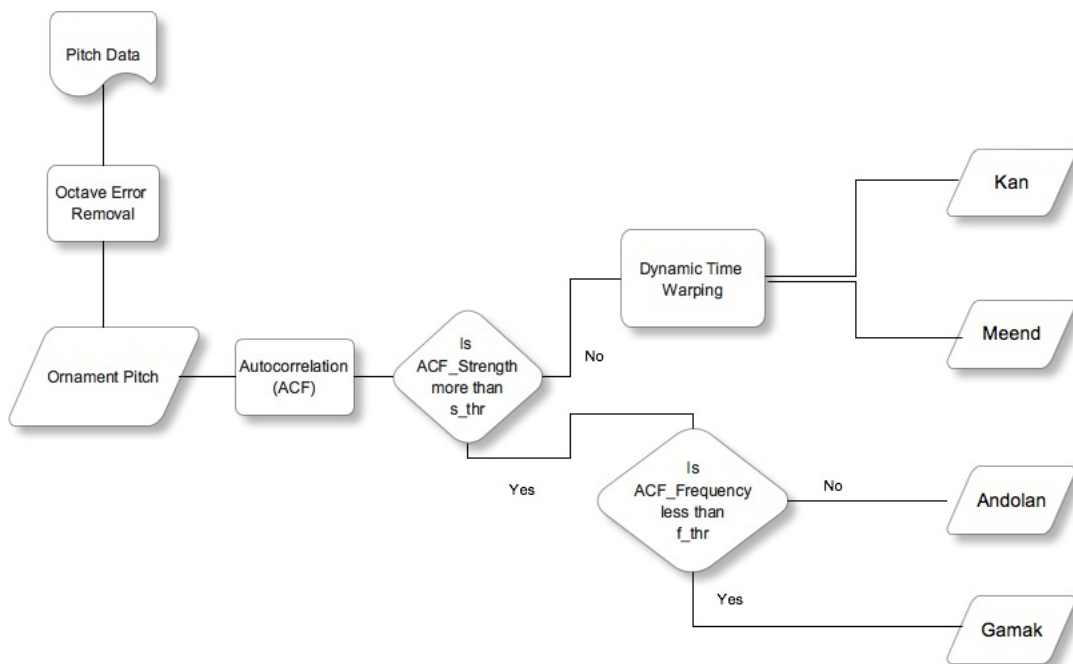 Pitch Data
Octave Error
Removal
Ornament Pitch
Autocorrelation
(ACF)
Is
ACF_Strength
more than
s_thr
No
Dynamic Time
Warping
Kan
Meend
Yes
Is
ACF_Frequency
less than
f_thr
No
Andolan
Yes
Gamak